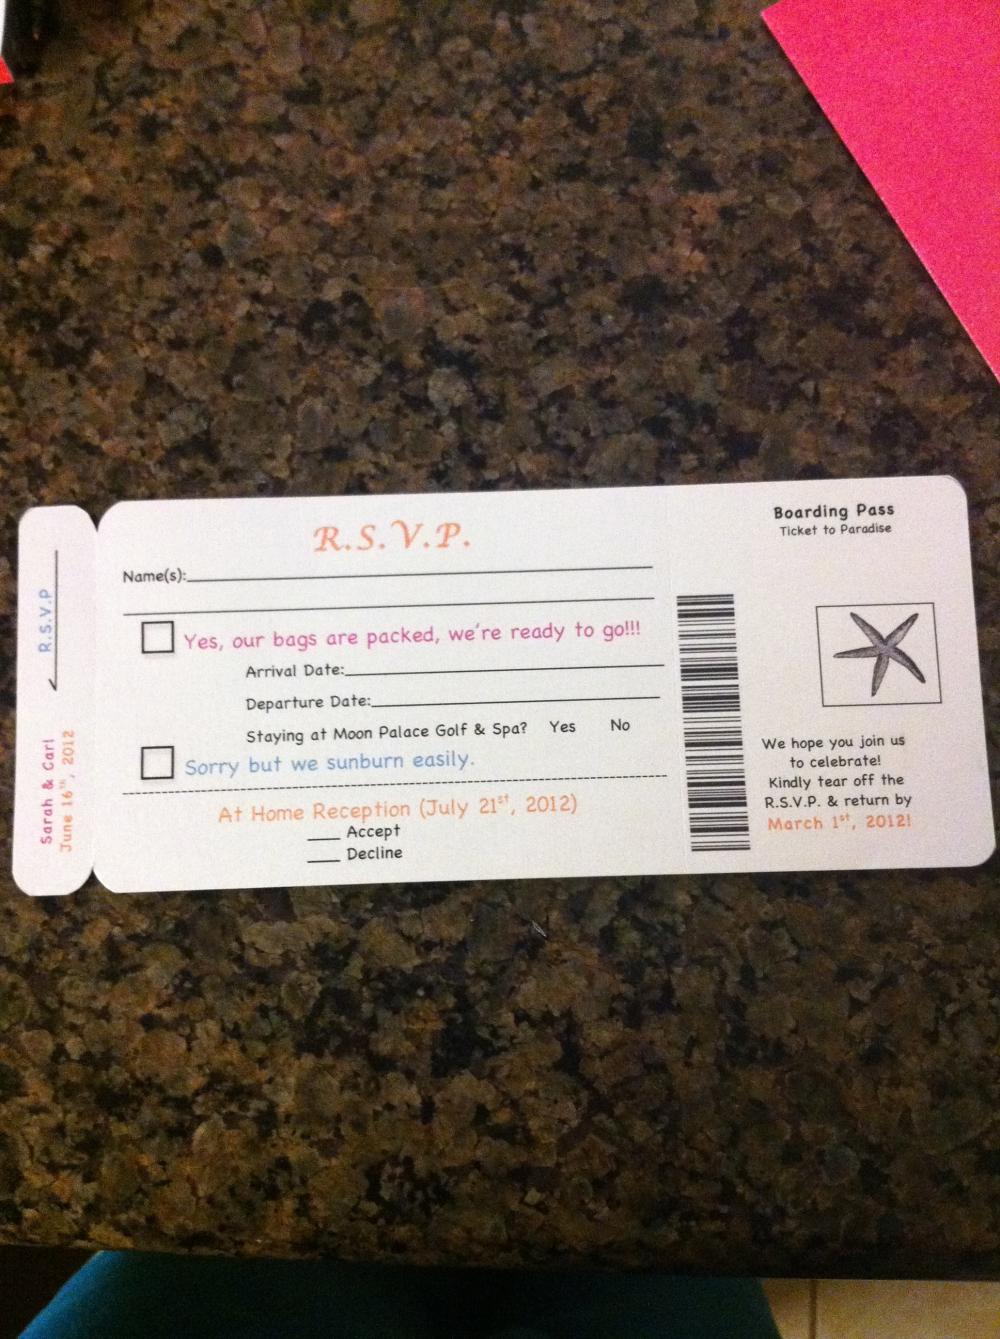 R.S.V.P
Sarah & Carl
June 16th, 2012
R.S.V.P.
Name(s):
Yes, our bags are packed, we're ready to go!!!
Arrival Date:
Departure Date:
Staying at Moon Palace Golf & Spa? Yes No
Sorry but we sunburn easily.
At Home Reception (July 21st, 2012)
Accept
Decline
Boarding Pass
Ticket to Paradise
We hope you join us
to celebrate!
Kindly tear off the
R.S.V.P. & return by
March 1st, 2012!